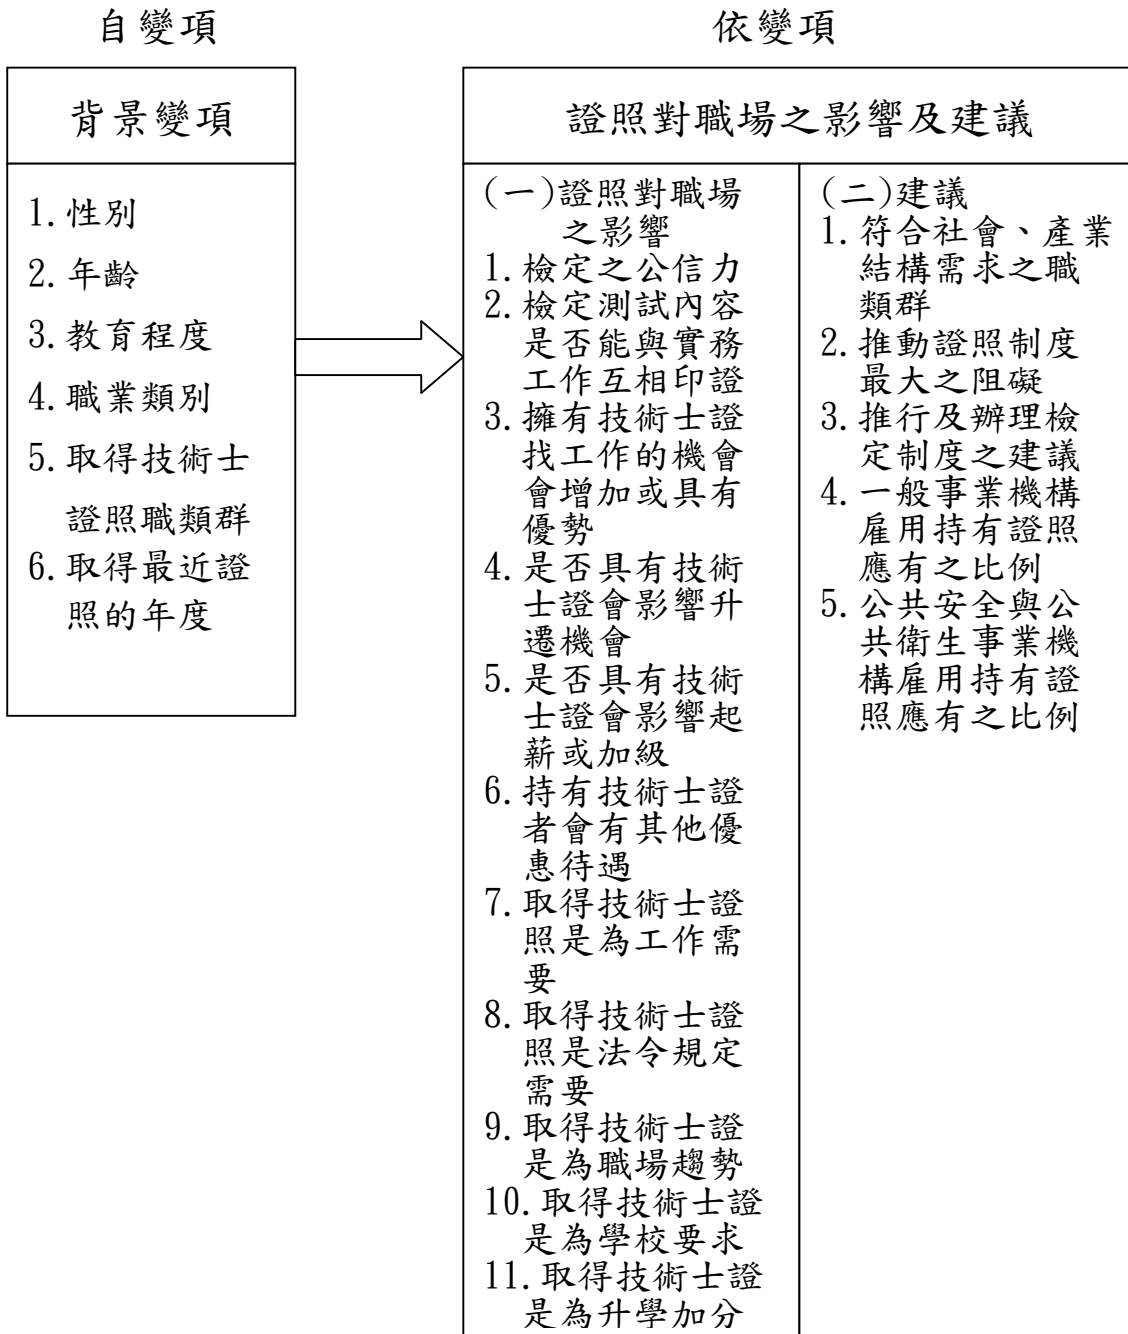 自變項
依變項
背景變項
1.性別
2.年齡
3.教育程度
4.職業類別
5.取得技術士
證照職類群
6.取得最近證
照的年度
證照對職場之影響及建議
(一)證照對職場
之影響
1.檢定之公信力
2.檢定測試內容
是否能與實務
工作互相印證
3.擁有技術士證
找工作的機會
會增加或具有
優勢
4.是否具有技術
士證會影響升
遷機會
5.是否具有技術
士證會影響起
薪或加級
6.持有技術士證
者會有其他優
惠待遇
7.取得技術士證
照是為工作需
要
8.取得技術士證
照是法令規定
需要
9.取得技術士證
是為職場趨勢
10.取得技術士證
是為學校要求
11.取得技術士證
是為升學加分
(二)建議
1.符合社會、產業
結構需求之職
類群
2.推動證照制度
最大之阻礙
3.推行及辦理檢
定制度之建議
4.一般事業機構
雇用持有證照
應有之比例
5.公共安全與公
共衛生事業機
構雇用持有證
照應有之比例